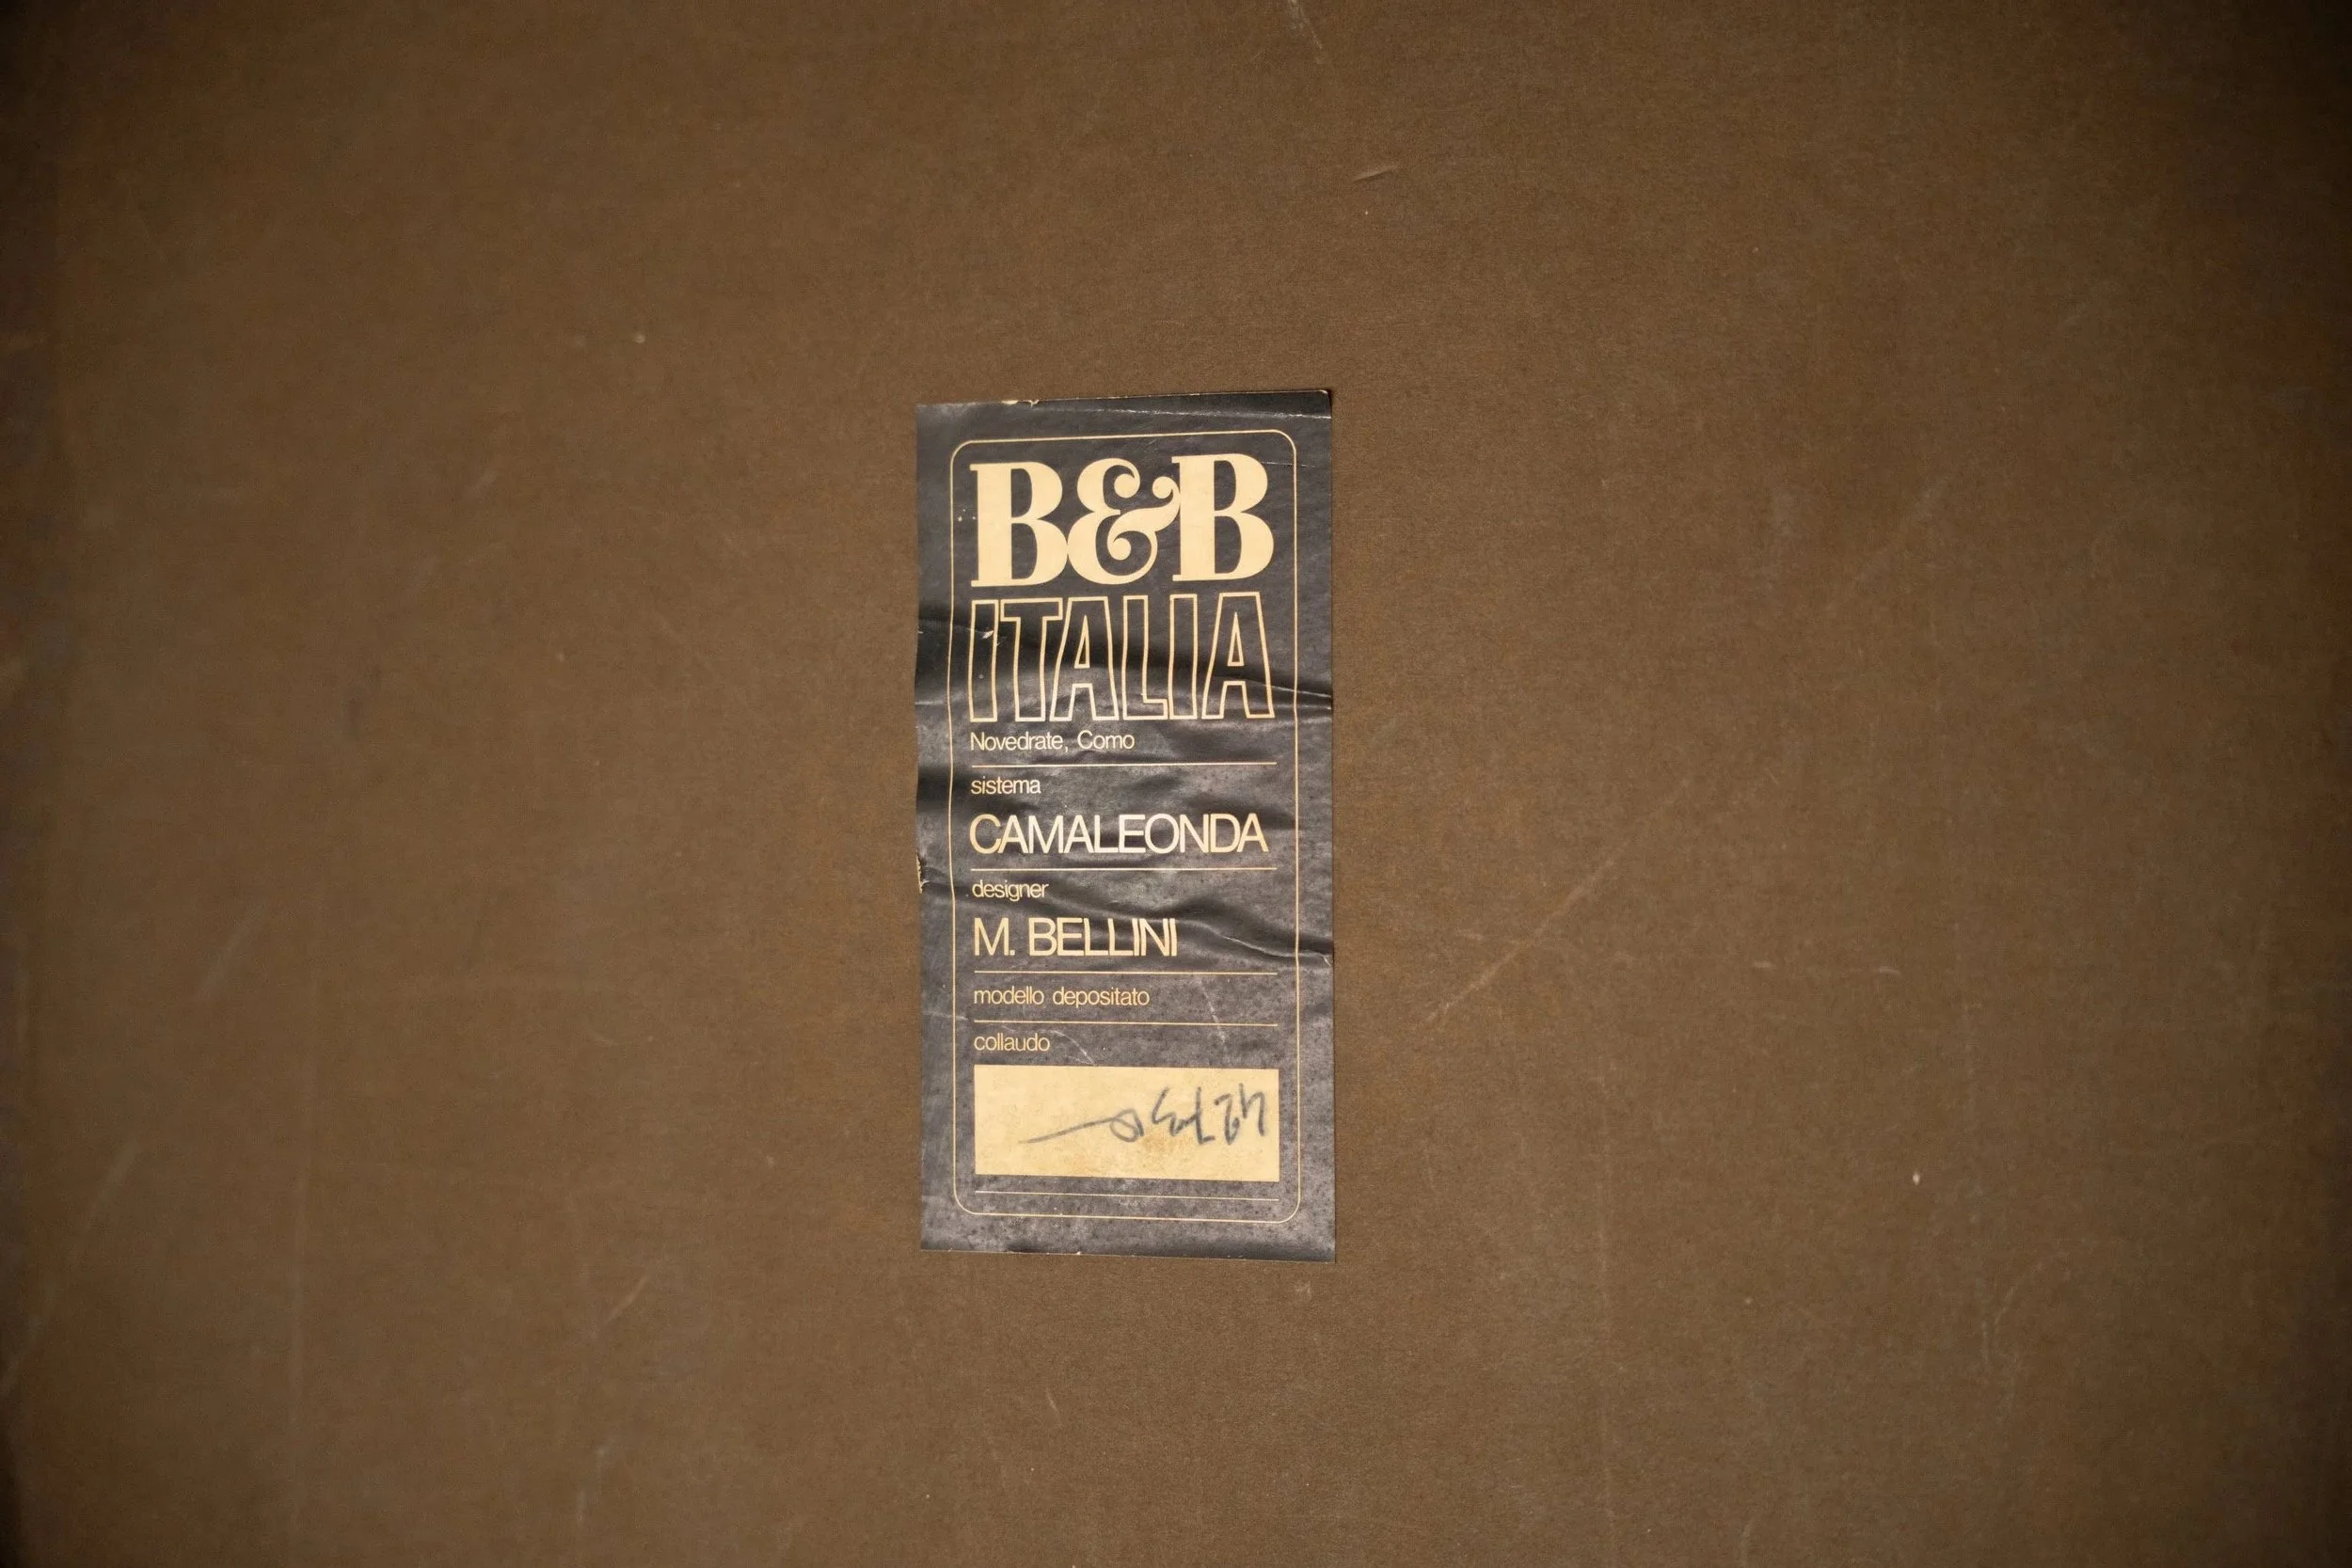 B&B
ITALIA
Novedrate, Como
sistema
CAMALEONDA
designer
M. BELLINI
modello depositato
collaudo